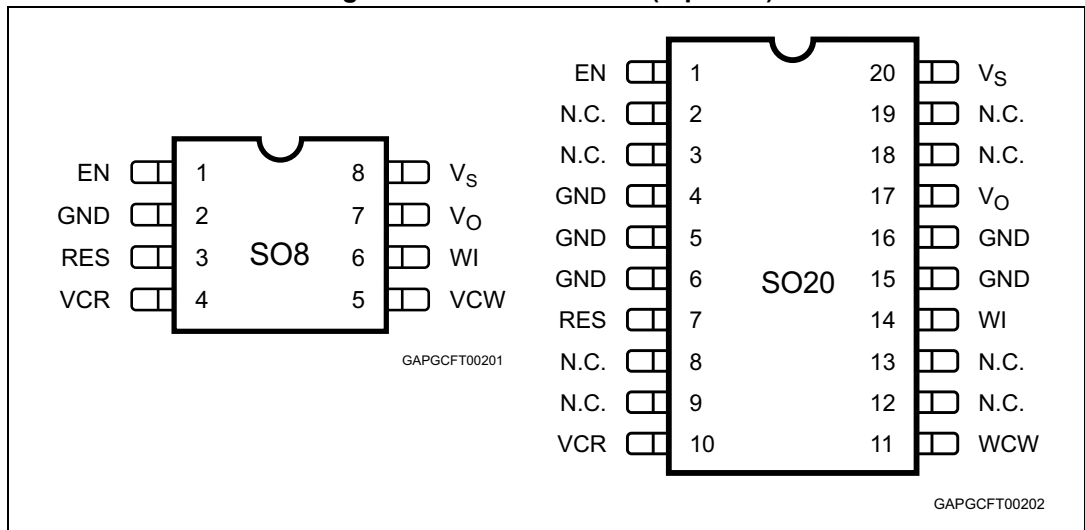 EN 1 8 VS
GND 2 7 VO
RES 3 SO8 6 WI
VCR 4 5 VCW
GAPGCFT00201
EN 1 20 VS
N.C. 2 19 N.C.
N.C. 3 18 N.C.
GND 4 17 VO
GND 5 16 GND
GND 6 SO20 15 GND
RES 7 14 WI
N.C. 8 13 N.C.
N.C. 9 12 N.C.
VCR 10 11 WCW
GAPGCFT00202